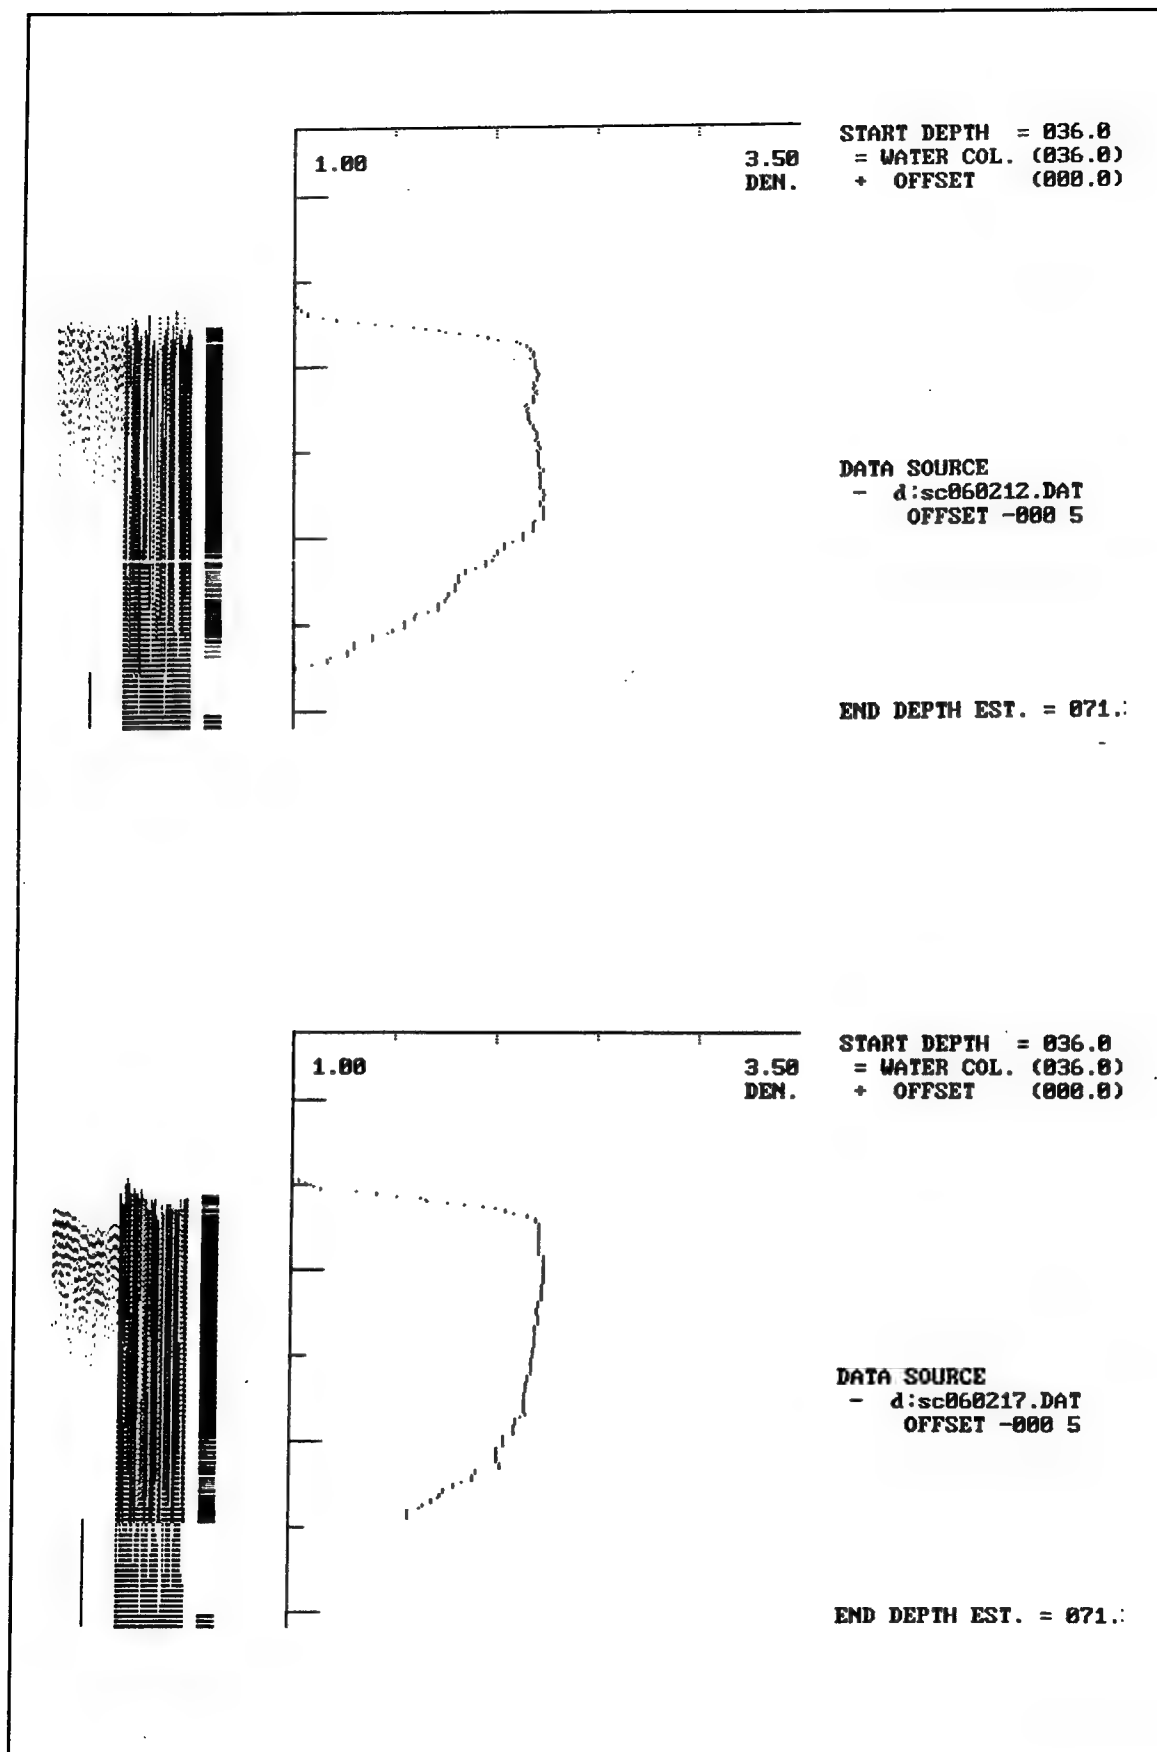 1.00
3.50
DEN.
START DEPTH = 036.0
= WATER COL. (036.0)
+ OFFSET (000.0)
DATA SOURCE
- d:sc060212.DAT
OFFSET -000 5
END DEPTH EST. = 071.
1.00
3.50
DEN.
START DEPTH = 036.0
= WATER COL. (036.0)
+ OFFSET (000.0)
DATA SOURCE
- d:sc060217.DAT
OFFSET -000 5
END DEPTH EST. = 071.